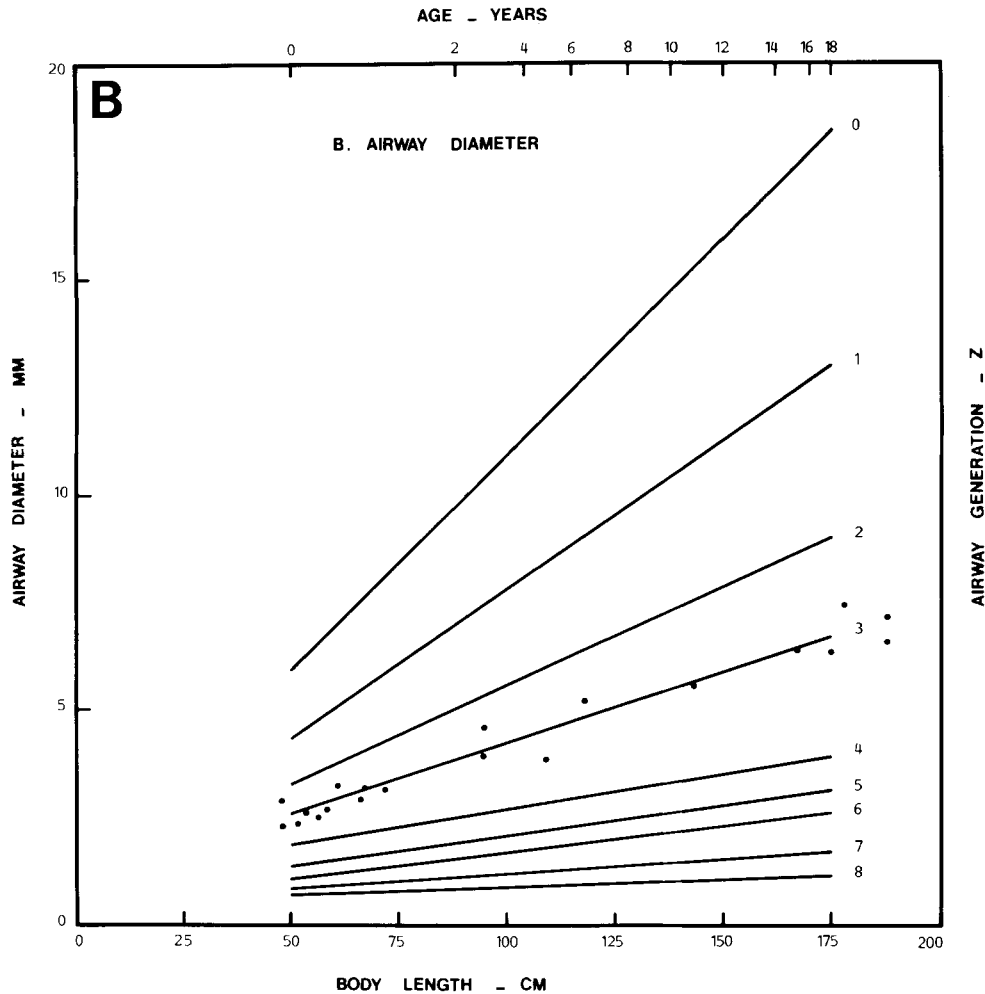 AGE – YEARS
0 2 4 6 8 10 12 14 16 18
B
B. AIRWAY DIAMETER
20
15
10
5
0
AIRWAY DIAMETER – MM
0
1
2
3
4
5
6
7
8
AIRWAY GENERATION – Z
0 25 50 75 100 125 150 175 200
BODY LENGTH – CM